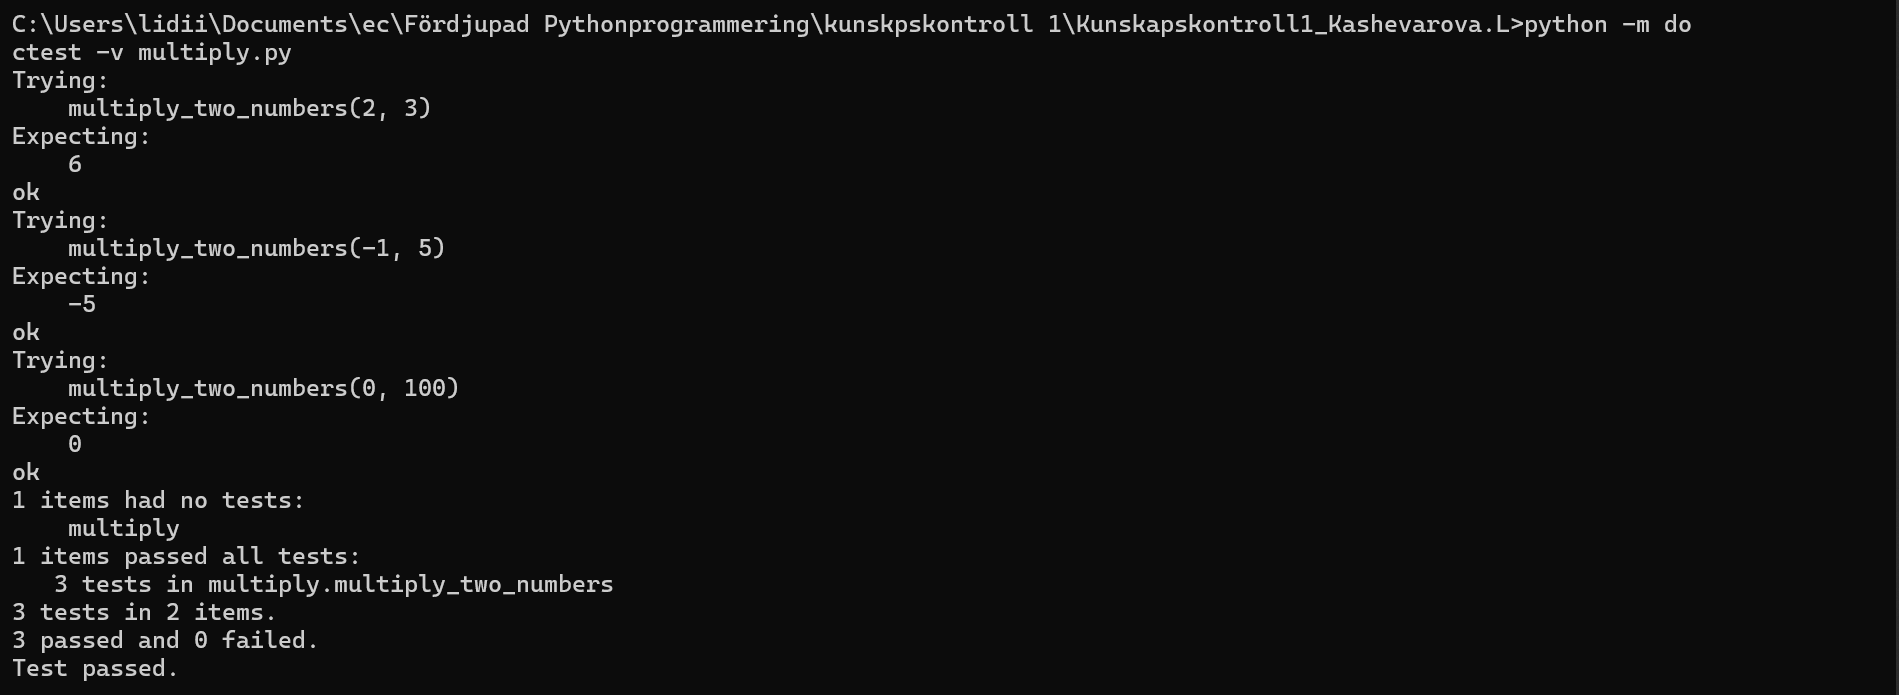 C:\Users\lidii\Documents\ec\Fördjupad Pythonprogrammering\kunskpskontroll 1\Kunskapskontroll1_Kashevarova.L>python -m do
ctest -v multiply.py
Trying:
    multiply_two_numbers(2, 3)
Expecting:
    6
ok
Trying:
    multiply_two_numbers(-1, 5)
Expecting:
    -5
ok
Trying:
    multiply_two_numbers(0, 100)
Expecting:
    0
ok
1 items had no tests:
    multiply
1 items passed all tests:
   3 tests in multiply.multiply_two_numbers
3 tests in 2 items.
3 passed and 0 failed.
Test passed.